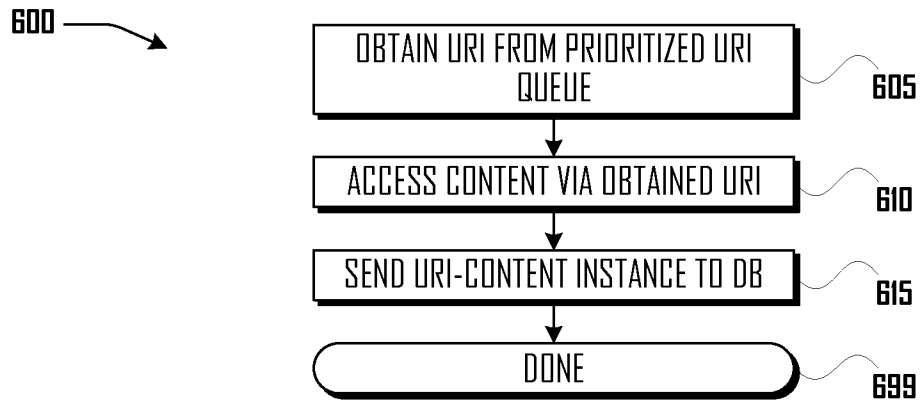 600
OBTAIN URI FROM PRIORITIZED URI
QUEUE
605
ACCESS CONTENT VIA OBTAINED URI
610
SEND URI-CONTENT INSTANCE TO DB
615
DONE
699